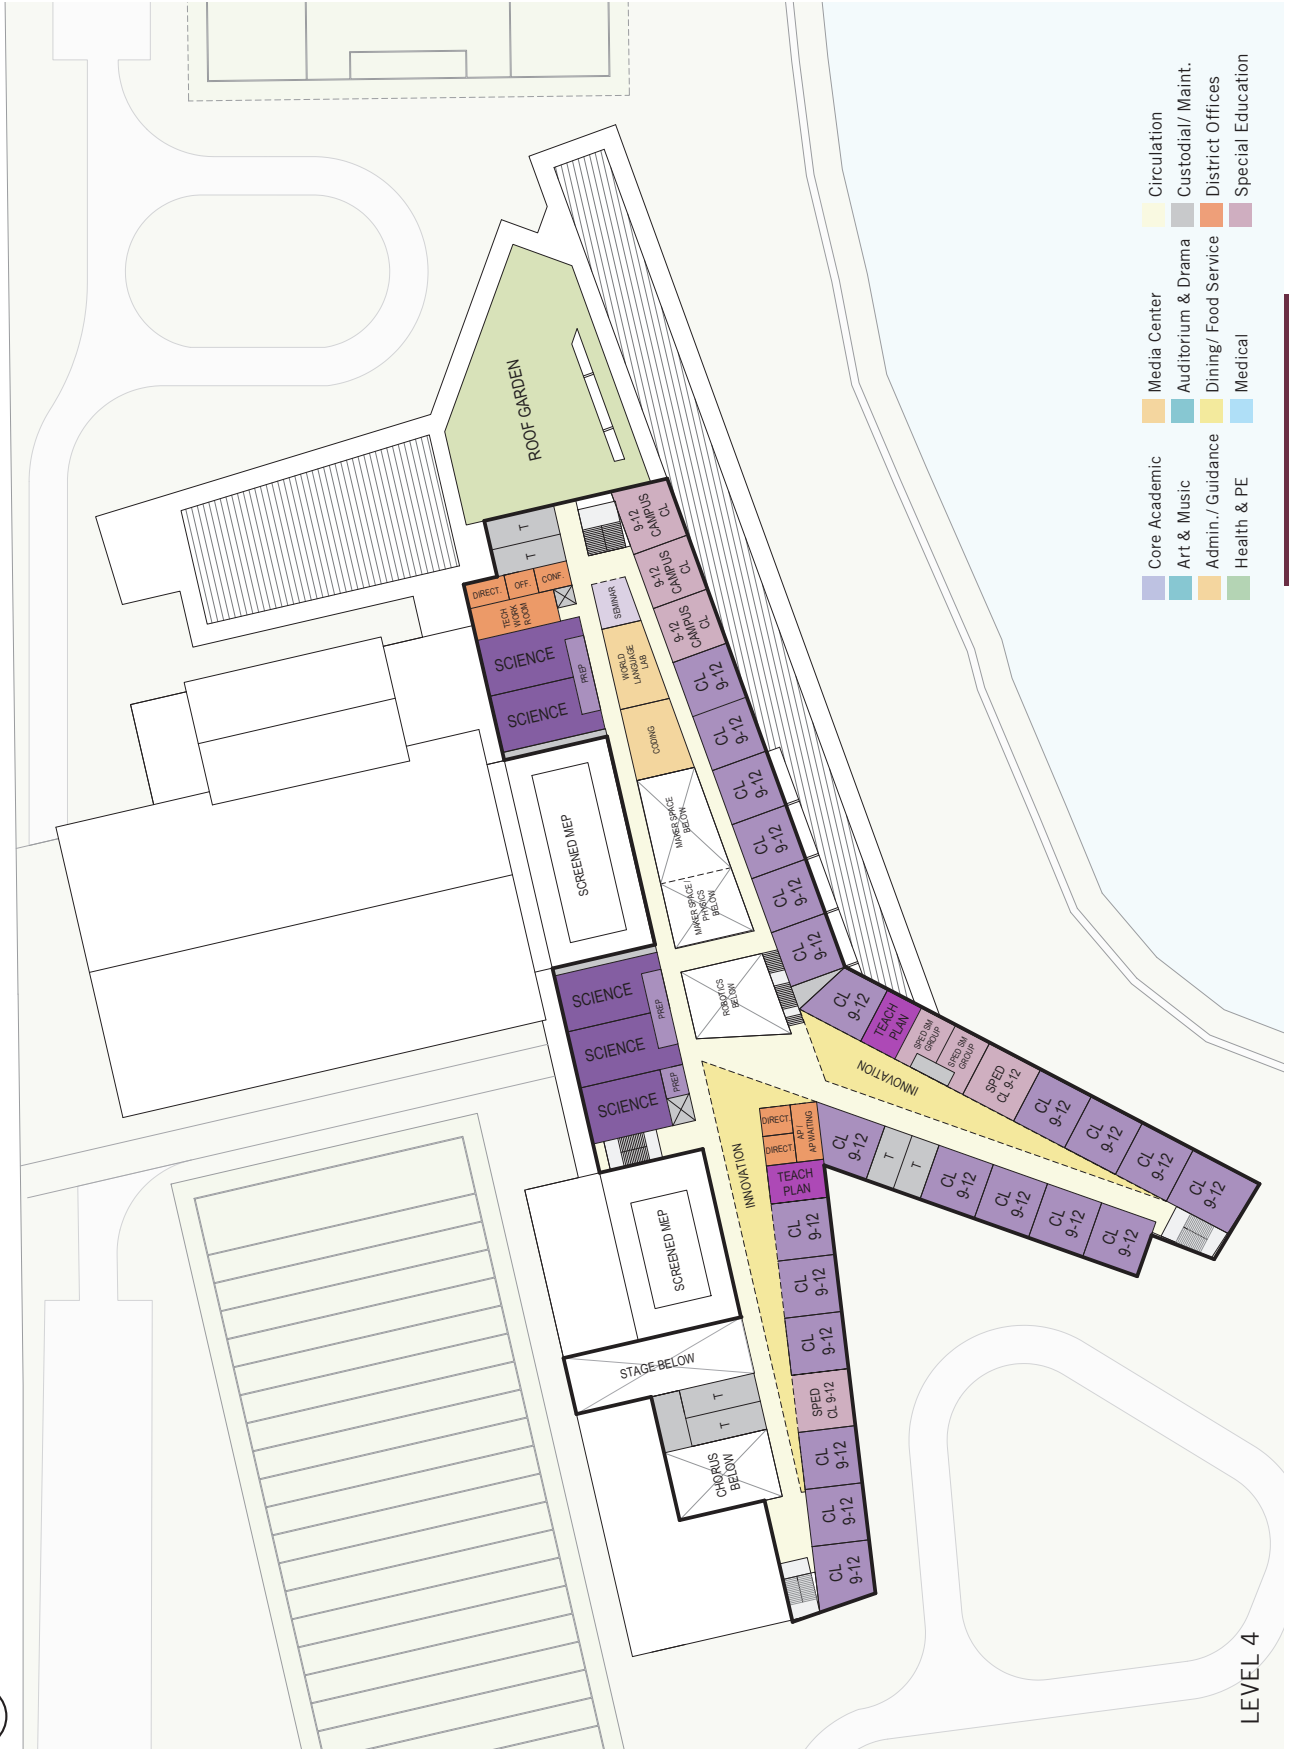 ROOF GARDEN
T
T
DIRECT.
OFF.
CONF.
TECH
WORK
ROOM
SEMINAR
9-12
CAMPUS
CL
9-12
CAMPUS
CL
9-12
CAMPUS
CL
SCIENCE
PREP
SCIENCE
WORLD
LANGUAGE
LAB
CODING
CL
9-12
CL
9-12
CL
9-12
CL
9-12
CL
9-12
CL
9-12
SCREENED MEP
MAKER SPACE
BELOW
MAKER SPACE /
PHYSICS
BELOW
ROBOTICS
BELOW
SCIENCE
PREP
SCIENCE
SCIENCE
PREP
CL
9-12
TEACH
PLAN
SPED SM
GROUP
SPED SM
GROUP
SPED
CL 9-12
CL
9-12
CL
9-12
CL
9-12
CL
9-12
INNOVATION
INNOVATION
DIRECT.
DIRECT.
AP /
AP WAITING
TEACH
PLAN
CL
9-12
T
T
CL
9-12
CL
9-12
CL
9-12
CL
9-12
CL
9-12
CL
9-12
CL
9-12
SPED
CL 9-12
CL
9-12
CL
9-12
CL
9-12
SCREENED MEP
STAGE BELOW
T
T
CHORUS
BELOW
Core Academic
Art & Music
Admin./ Guidance
Health & PE
Media Center
Auditorium & Drama
Dining/ Food Service
Medical
Circulation
Custodial/ Maint.
District Offices
Special Education
LEVEL 4